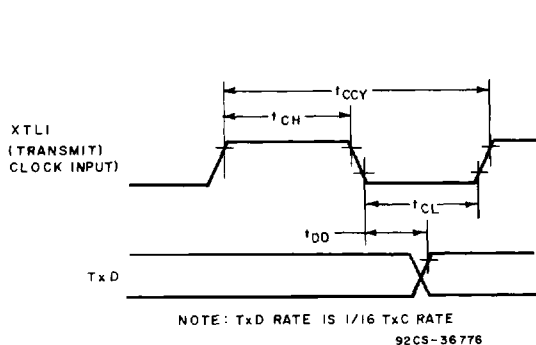 tCCY
tCH
XTLI
(TRANSMIT)
CLOCK INPUT)
tCL
tDD
TxD
NOTE: TxD RATE IS 1/16 TxC RATE
92CS-36776